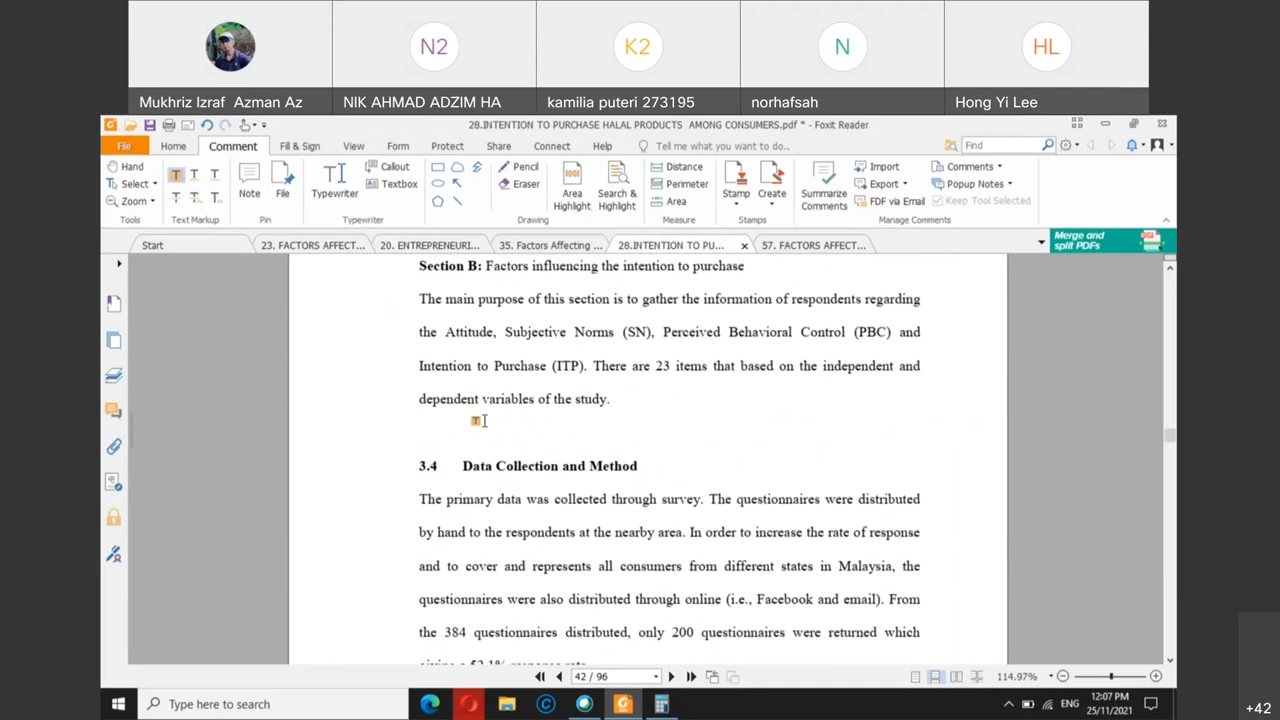 N2
K2
N
HL
Mukhriz Izraf Azman Az
NIK AHMAD ADZIM HA
kamilia puteri 273195
norhafsah
Hong Yi Lee
28.INTENTION TO PURCHASE HALAL PRODUCTS AMONG CONSUMERS.pdf * - Foxit Reader
File
Home
Comment
Fill & Sign
View
Form
Protect
Share
Connect
Help
Tell me what you want to do..
Find
Hand
Select
Zoom
Tools
Text Markup
Note
File
Pin
Typewriter
Callout
Textbox
Typewriter
Pencil
Eraser
Drawing
Area Highlight
Search & Highlight
Distance
Perimeter
Area
Measure
Stamp
Create
Stamps
Summarize Comments
Import
Export
FDF via Email
Comments
Popup Notes
Keep Tool Selected
Manage Comments
Start
23. FACTORS AFFECT...
20. ENTREPRENEURI...
35. Factors Affecting ...
28.INTENTION TO PU...
57. FACTORS AFFECT...
Merge and split PDFs
Section B: Factors influencing the intention to purchase
The main purpose of this section is to gather the information of respondents regarding
the Attitude, Subjective Norms (SN), Perceived Behavioral Control (PBC) and
Intention to Purchase (ITP). There are 23 items that based on the independent and
dependent variables of the study.
3.4 Data Collection and Method
The primary data was collected through survey. The questionnaires were distributed
by hand to the respondents at the nearby area. In order to increase the rate of response
and to cover and represents all consumers from different states in Malaysia, the
questionnaires were also distributed through online (i.e., Facebook and email). From
the 384 questionnaires distributed, only 200 questionnaires were returned which
42 / 96
114.97%
Type here to search
ENG
12:07 PM
25/11/2021
+42